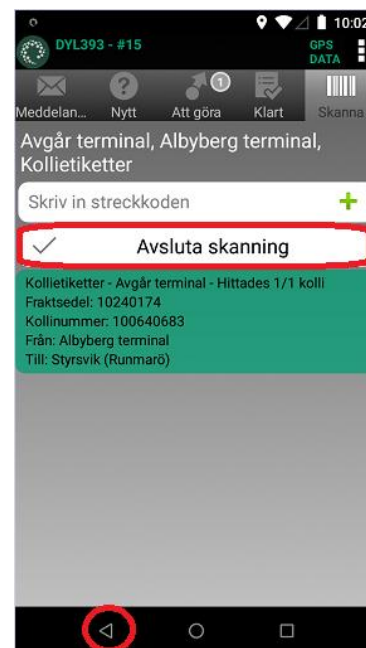 10:02
DYL393 - #15
GPS
DATA
1
Meddelan... Nytt Att göra Klart Skanna
Avgår terminal, Albyberg terminal,
Kollietiketter
Skriv in streckkoden
Avsluta skanning
Kollietiketter - Avgår terminal - Hittades 1/1 kolli
Fraktsedel: 10240174
Kollinummer: 100640683
Från: Albyberg terminal
Till: Styrsvik (Runmarö)